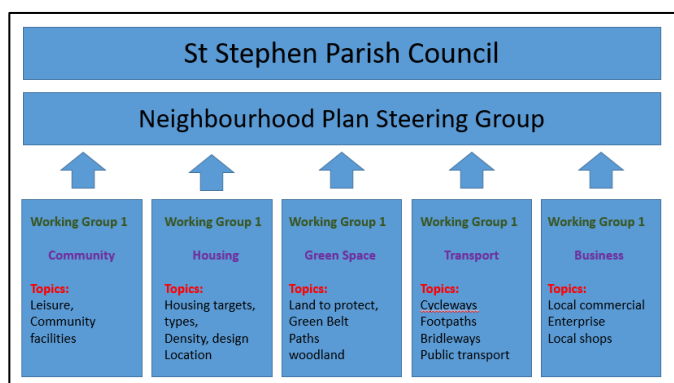 St Stephen Parish Council
Neighbourhood Plan Steering Group
Working Group 1
Community
Topics:
Leisure,
Community
facilities
Working Group 1
Housing
Topics:
Housing targets,
types,
Density, design
Location
Working Group 1
Green Space
Topics:
Land to protect,
Green Belt
Paths
woodland
Working Group 1
Transport
Topics:
Cycleways
Footpaths
Bridleways
Public transport
Working Group 1
Business
Topics:
Local commercial
Enterprise
Local shops